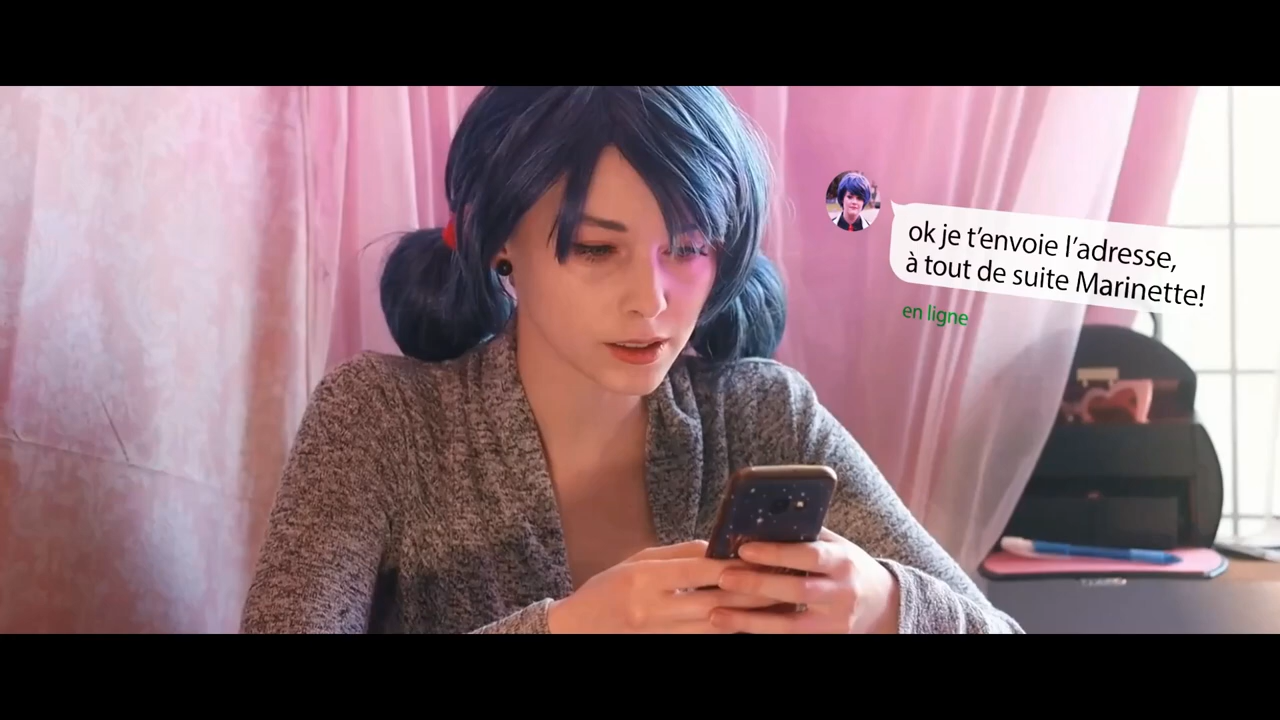 ok je t’envoie l’adresse,
à tout de suite Marinette!
en ligne